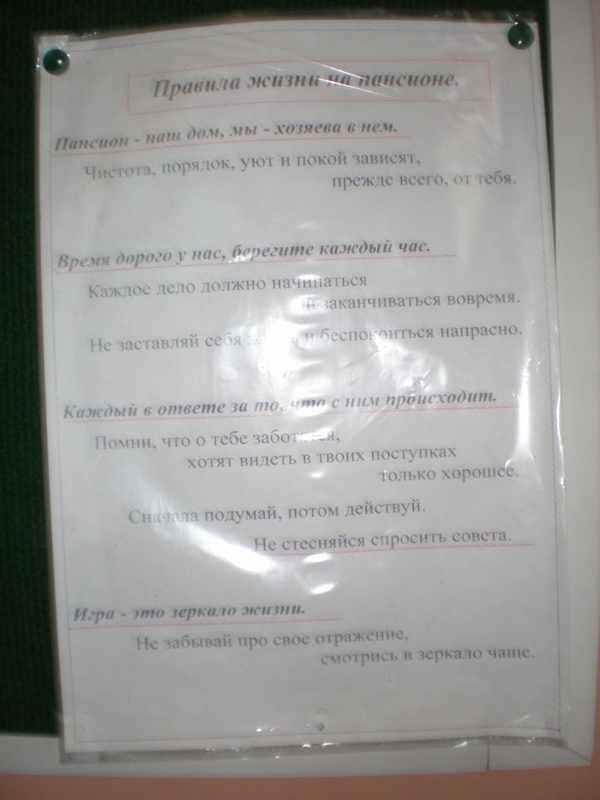 Правила жизни на пансионе.
Пансион - наш дом, мы - хозяева в нем.
Чистота, порядок, уют и покой зависят,
прежде всего, от тебя.
Время дорого у нас, берегите каждый час.
Каждое дело должно начинаться
и заканчиваться вовремя.
Не заставляй себя и беспокоиться напрасно.
Каждый в ответе за то, что с ним происходит.
Помни, что о тебе заботятся,
хотят видеть в твоих поступках
только хорошее.
Сначала подумай, потом действуй.
Не стесняйся спросить совета.
Игра - это зеркало жизни.
Не забывай про свое отражение,
смотрись в зеркало чаще.